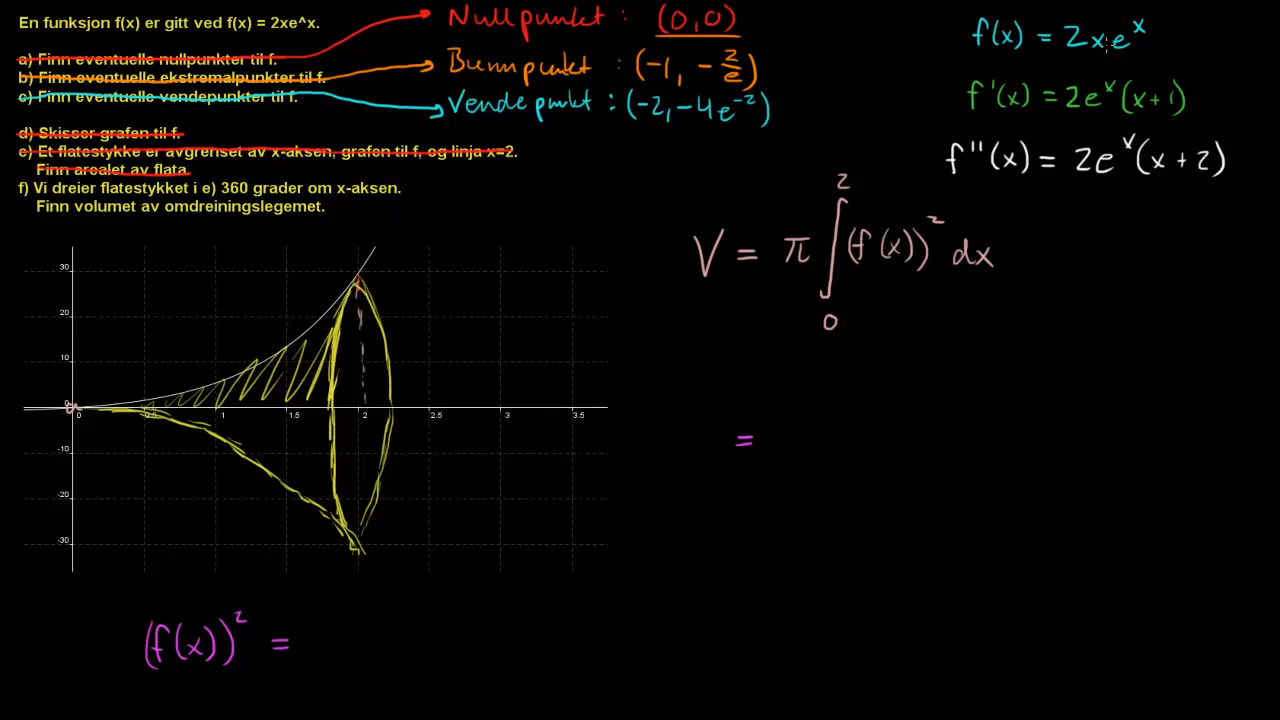 En funksjon f(x) er gitt ved f(x) = 2xe^x.
a) Finn eventuelle nullpunkter til f.
b) Finn eventuelle ekstremalpunkter til f.
c) Finn eventuelle vendepunkter til f.
d) Skisser grafen til f.
e) Et flatestykke er avgrenset av x-aksen, grafen til f, og linja x=2.
Finn arealet av flata.
f) Vi dreier flatestykket i e) 360 grader om x-aksen.
Finn volumet av omdreiningslegemet.
Nullpunkt : (0,0)
Bunnpunkt : (-1, -2/e)
Vendepunkt : (-2, -4e^-2)
f(x) = 2x·e^x
f'(x) = 2e^x(x+1)
f''(x) = 2e^x(x+2)
V = π ∫₀² (f(x))² dx
=
30
20
10
0
-10
-20
-30
0 0.5 1 1.5 2 2.5 3 3.5
(f(x))² =